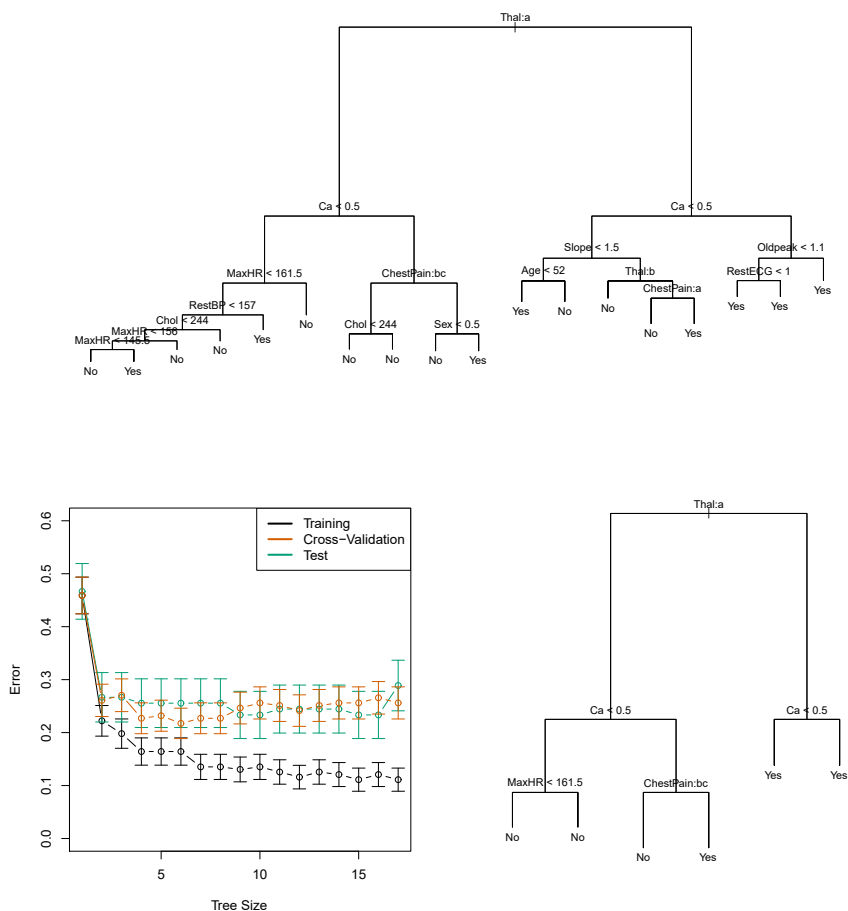 Thal:a
Ca < 0.5
Ca < 0.5
Slope < 1.5
Oldpeak < 1.1
MaxHR < 161.5
ChestPain:bc
Age < 52
Thal:b
RestECG < 1
ChestPain:a
RestBP < 157
Chol < 244
MaxHR < 156
MaxHR < 145.5
Chol < 244
Sex < 0.5
No
Yes
No
No
Yes
No
No
No
No
Yes
Yes
No
No
No
Yes
Yes
Yes
Yes
Training
Cross−Validation
Test
Error
0.0
0.1
0.2
0.3
0.4
0.5
0.6
5
10
15
Tree Size
Thal:a
Ca < 0.5
Ca < 0.5
MaxHR < 161.5
ChestPain:bc
No
No
No
Yes
Yes
Yes